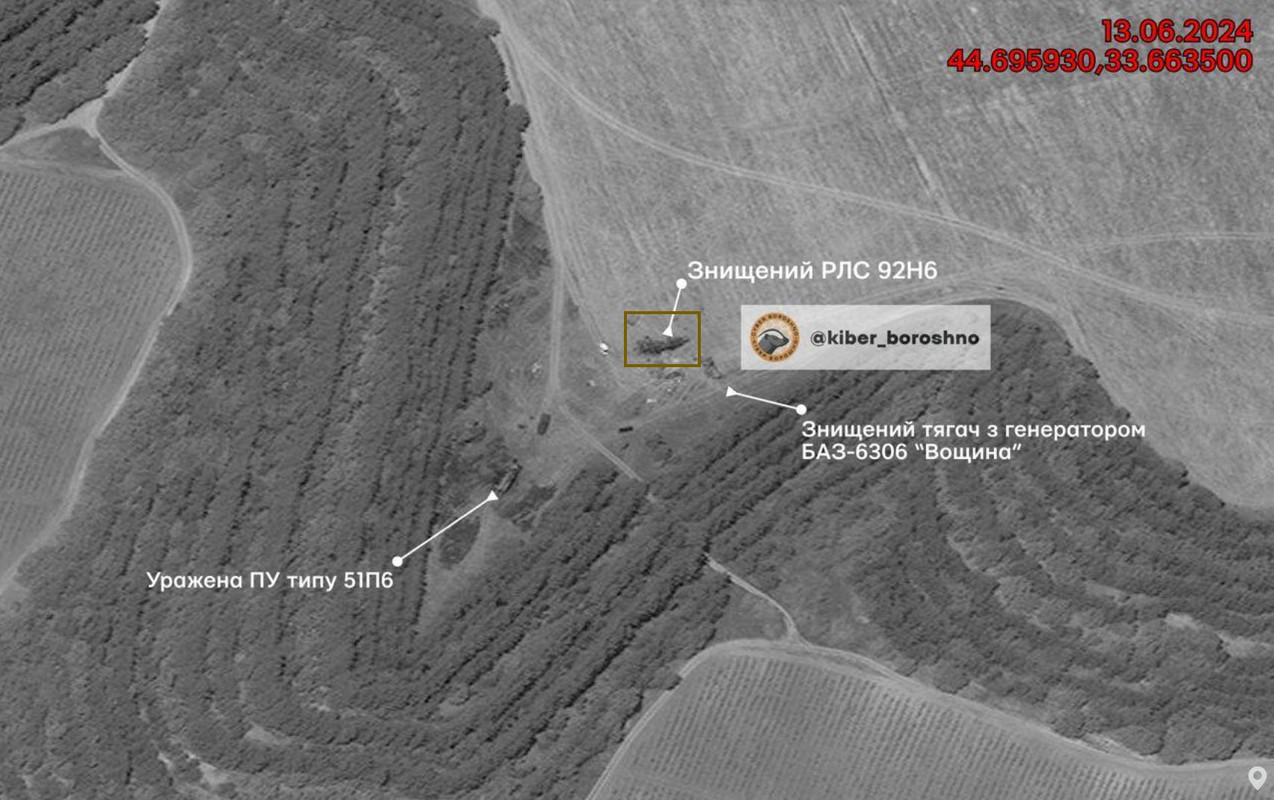 13.06.2024
44.695930,33.663500
Знищений РЛС 92Н6
@kiber_boroshno
Знищений тягач з генератором
БАЗ-6306 “Вощина”
Уражена ПУ типу 51П6